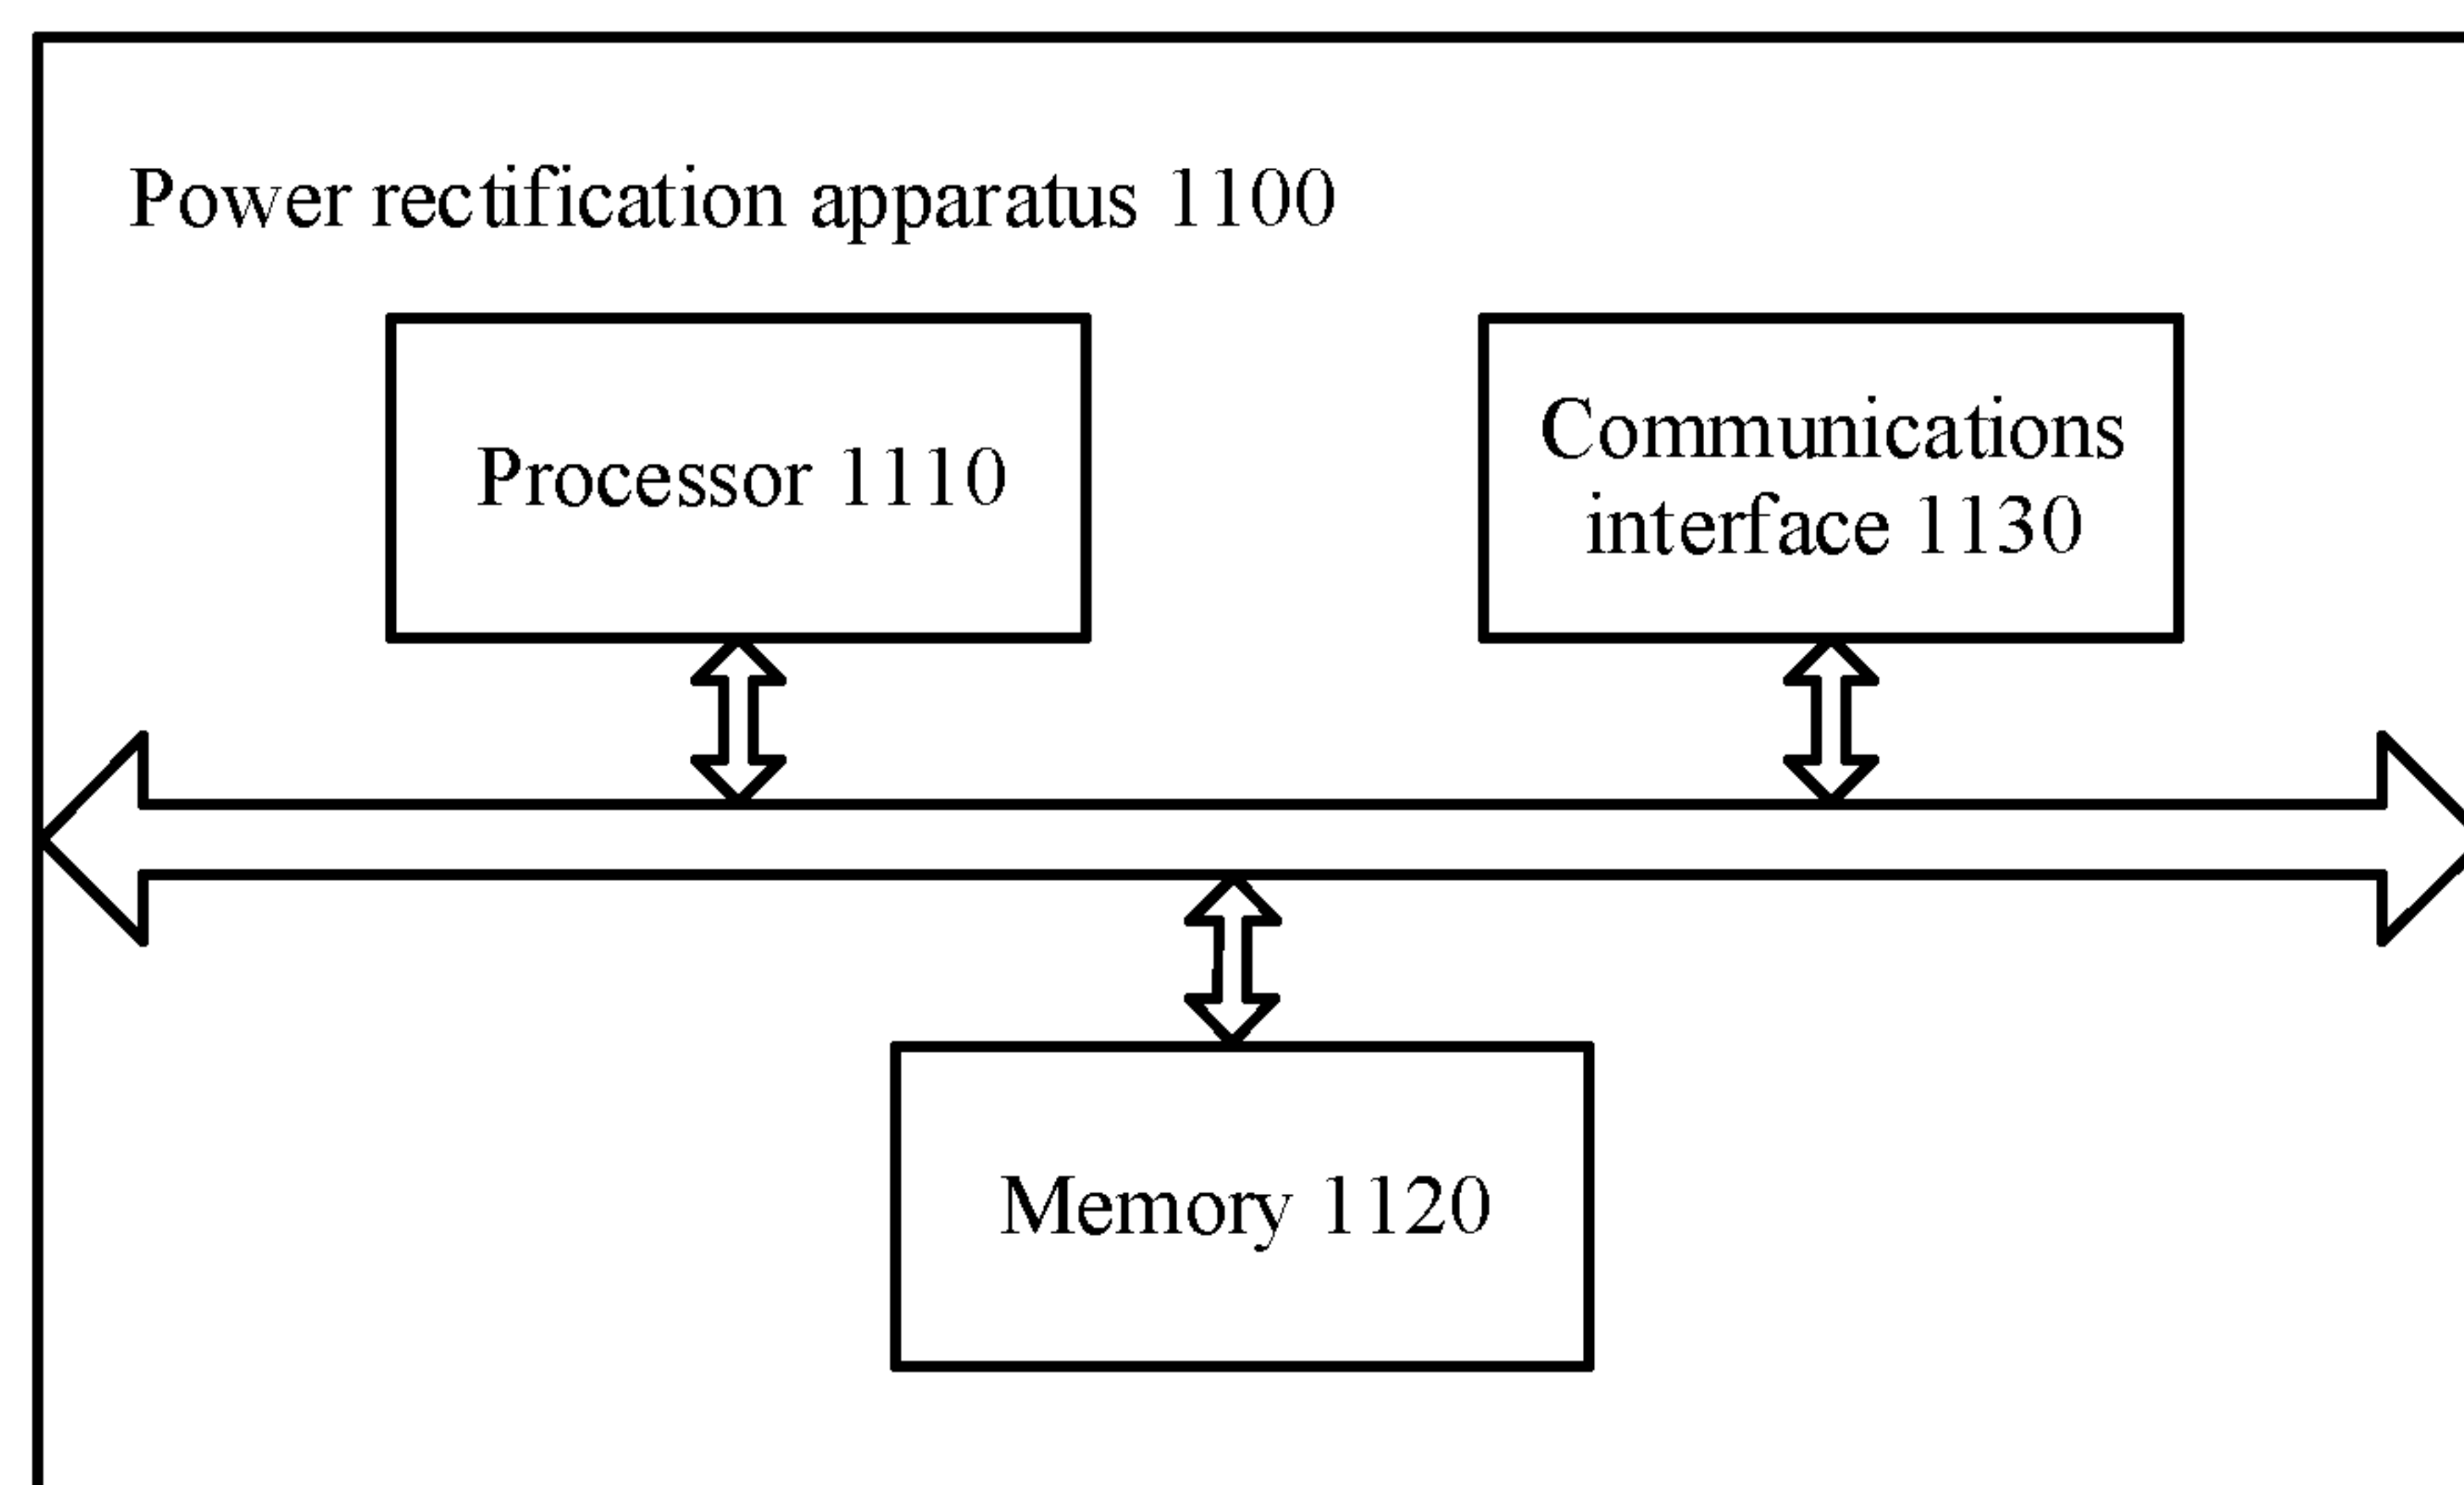 Power rectification apparatus 1100
Processor 1110
Communications
interface 1130
Memory 1120